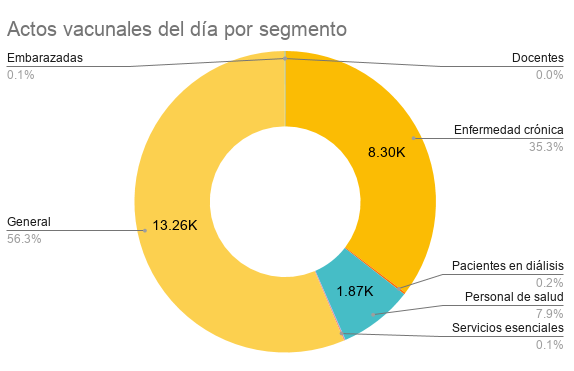 Actos vacunales del día por segmento
Embarazadas
0.1%
Docentes
0.0%
Enfermedad crónica
35.3%
8.30K
General
56.3%
13.26K
Pacientes en diálisis
0.2%
1.87K
Personal de salud
7.9%
Servicios esenciales
0.1%